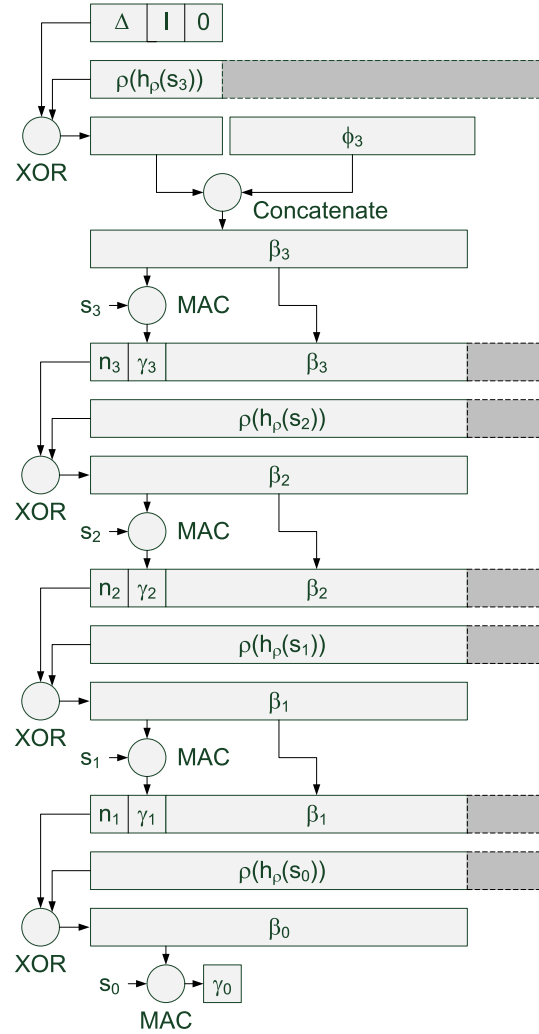 Δ I 0
ρ(hρ(s₃))
ϕ₃
XOR
Concatenate
β₃
s₃ MAC
n₃ γ₃ β₃
ρ(hρ(s₂))
β₂
XOR
s₂ MAC
n₂ γ₂ β₂
ρ(hρ(s₁))
β₁
XOR
s₁ MAC
n₁ γ₁ β₁
ρ(hρ(s₀))
β₀
XOR
s₀ γ₀
MAC